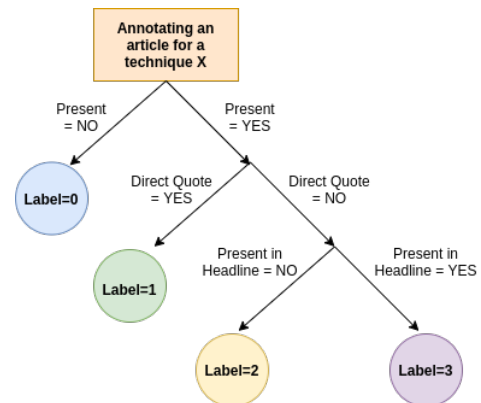 Annotating an
article for a
technique X
Present
= NO
Present
= YES
Label=0
Direct Quote
= YES
Direct Quote
= NO
Label=1
Present in
Headline = NO
Present in
Headline = YES
Label=2
Label=3